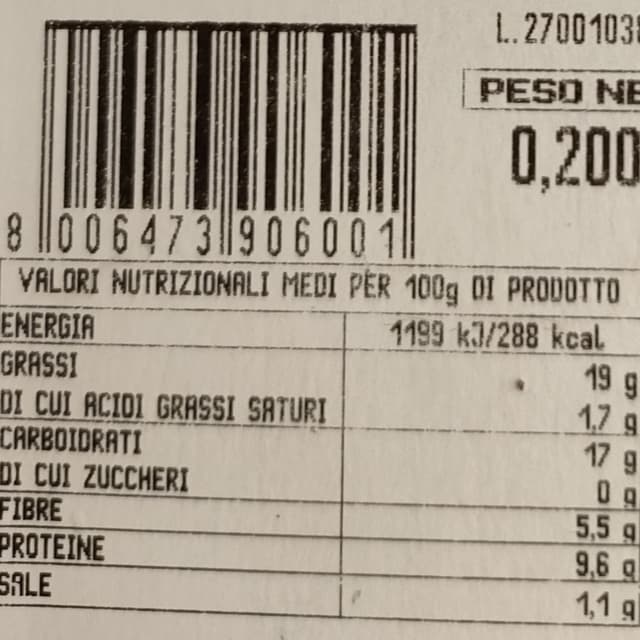 L. 2700103
PESO NE
0,200
8 006473 906001
VALORI NUTRIZIONALI MEDI PER 100g DI PRODOTTO
ENERGIA 1199 kJ/288 kcal
GRASSI 19 g
DI CUI ACIDI GRASSI SATURI 1,7 g
CARBOIDRATI 17 g
DI CUI ZUCCHERI 0 g
FIBRE 5,5 g
PROTEINE 9,6 g
SALE 1,1 g